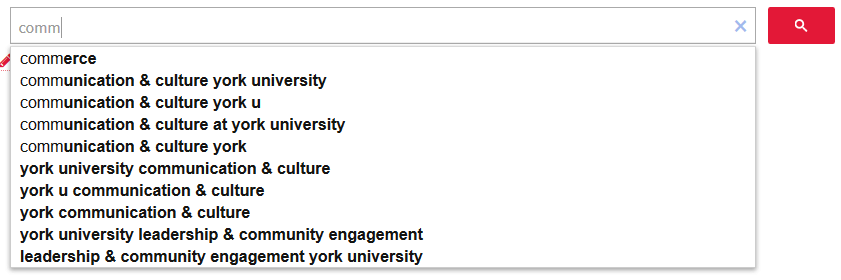 comm
commerce
communication & culture york university
communication & culture york u
communication & culture at york university
communication & culture york
york university communication & culture
york u communication & culture
york communication & culture
york university leadership & community engagement
leadership & community engagement york university